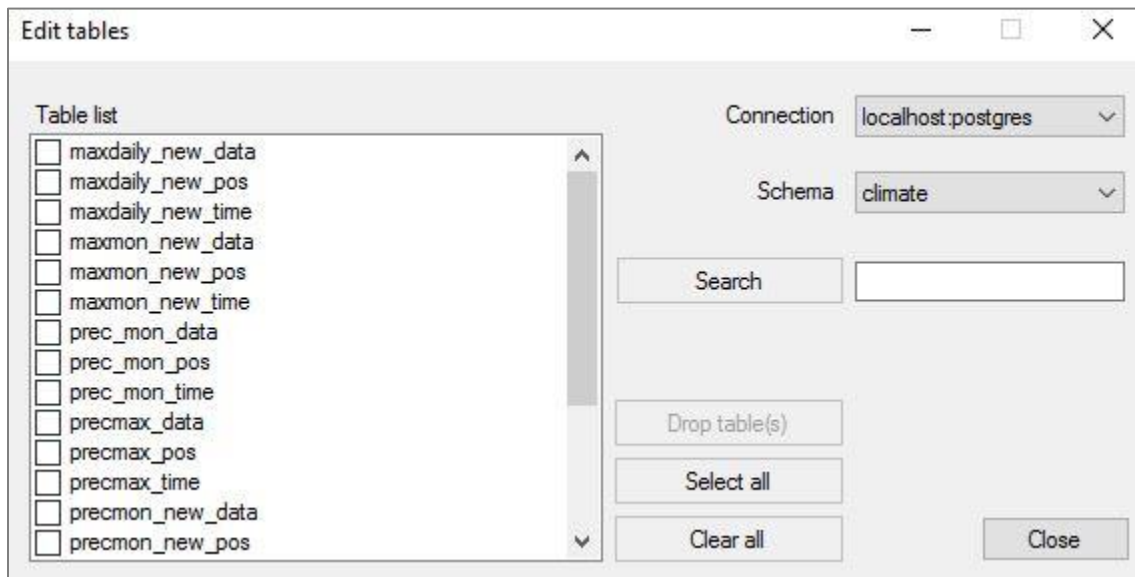 Edit tables
Table list
maxdaily_new_data
maxdaily_new_pos
maxdaily_new_time
maxmon_new_data
maxmon_new_pos
maxmon_new_time
prec_mon_data
prec_mon_pos
prec_mon_time
precmax_data
precmax_pos
precmax_time
precmon_new_data
precmon_new_pos
Connection localhost:postgres
Schema climate
Search
Drop table(s)
Select all
Clear all
Close